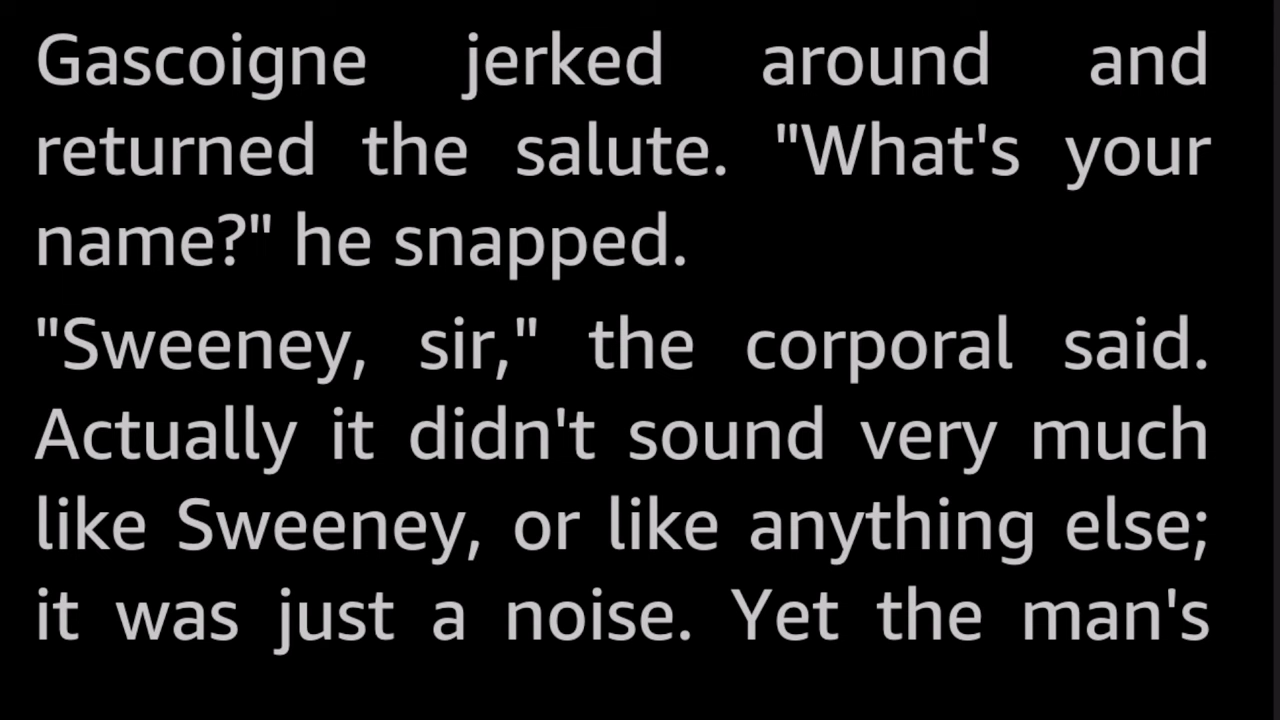 Gascoigne jerked around and
returned the salute. "What's your
name?" he snapped.
"Sweeney, sir," the corporal said.
Actually it didn't sound very much
like Sweeney, or like anything else;
it was just a noise. Yet the man's